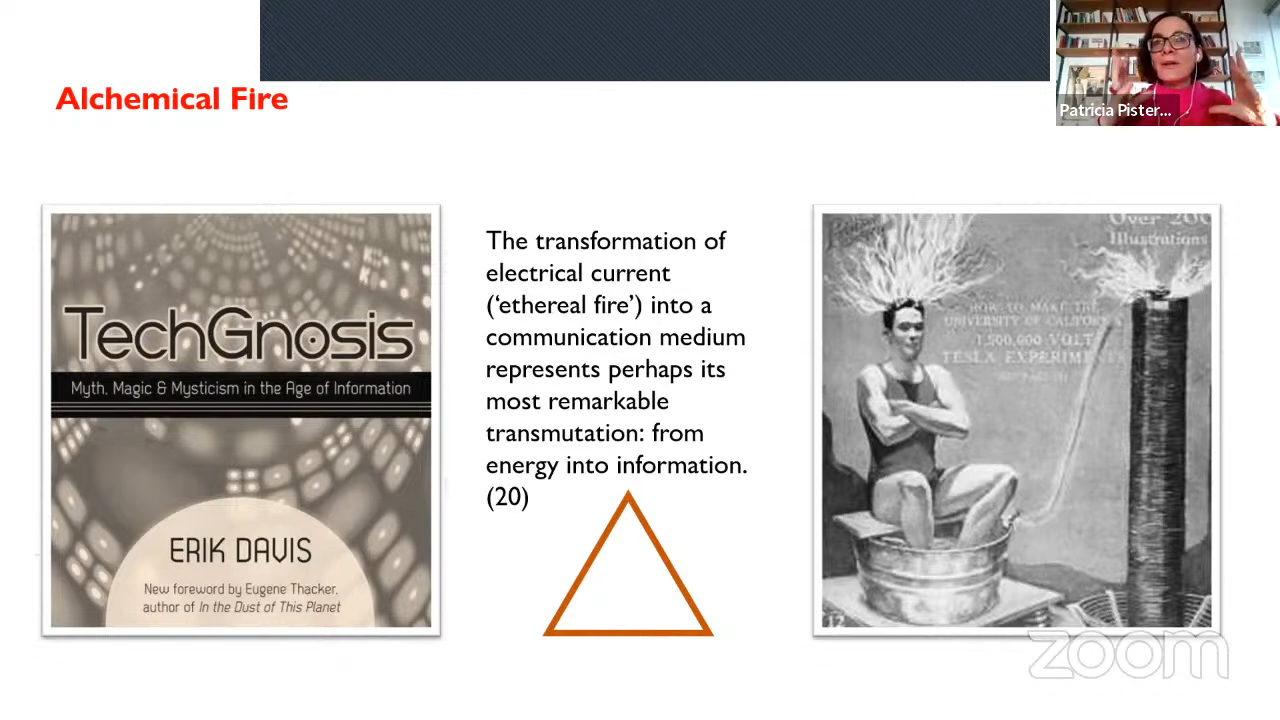 Patricia Pister...
Alchemical Fire
TechGnosis
Myth, Magic & Mysticism in the Age of Information
ERIK DAVIS
New foreword by Eugene Thacker,
author of In the Dust of This Planet
The transformation of
electrical current
(‘ethereal fire’) into a
communication medium
represents perhaps its
most remarkable
transmutation: from
energy into information.
(20)
Over 200
Illustrations
HOW TO MAKE THE
UNIVERSITY OF CALIFORNIA
1,500,000 VOLT
TESLA EXPERIMENTS
zoom